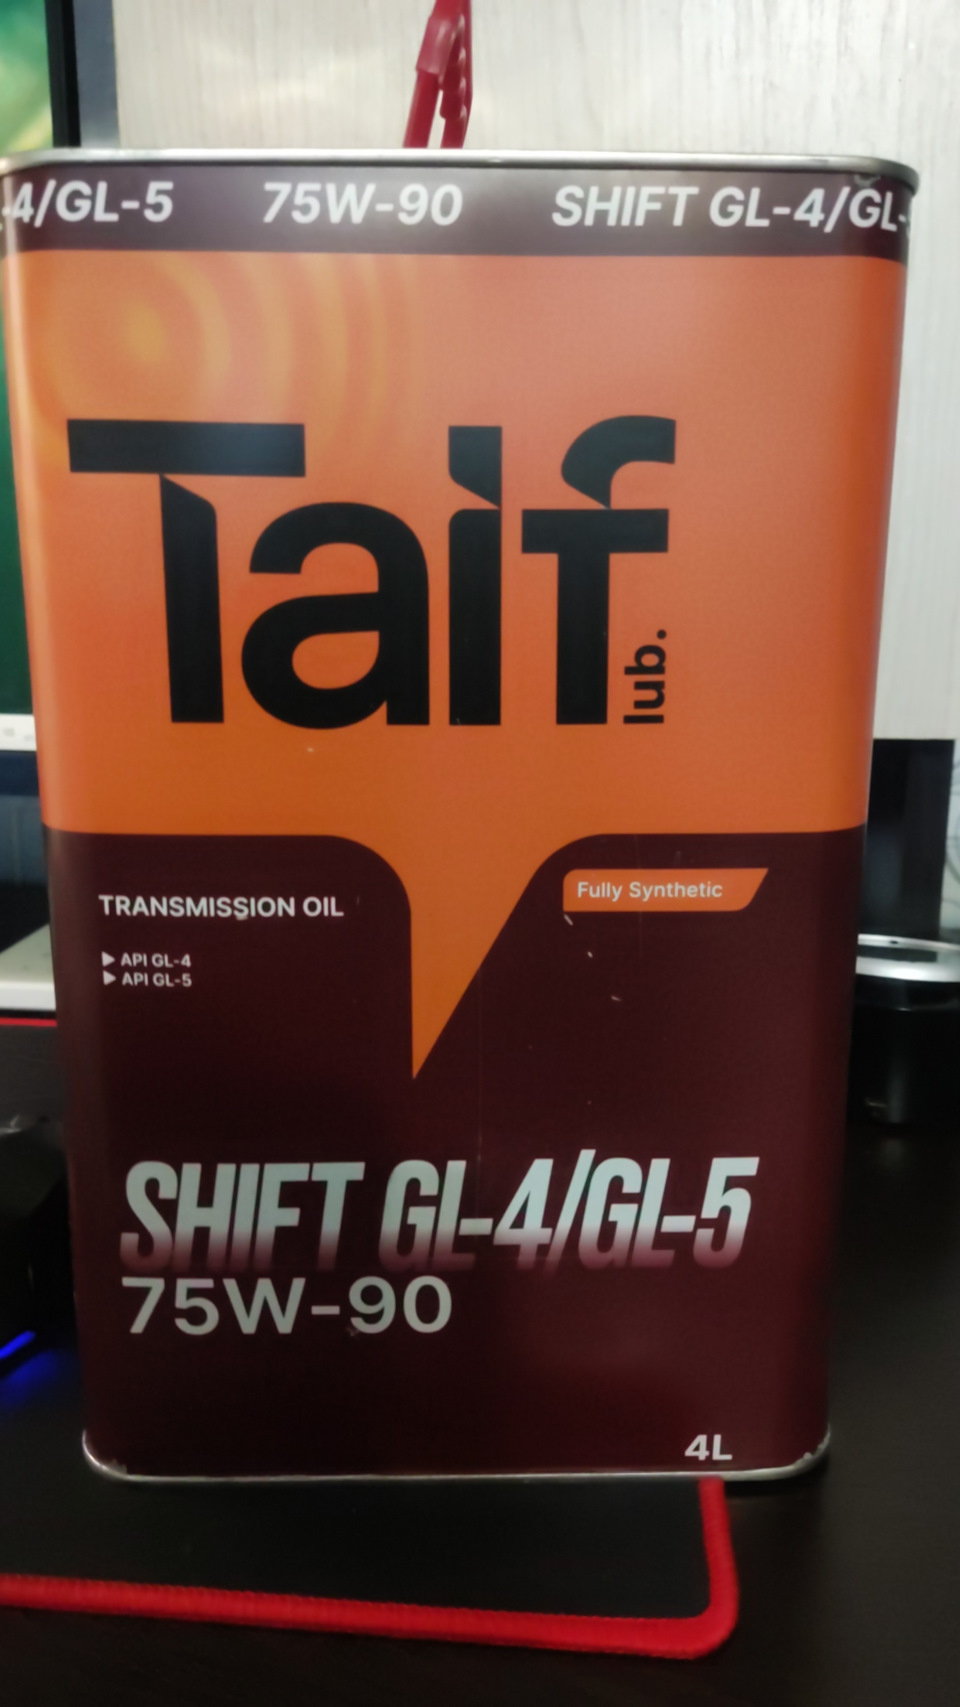 -4/GL-5 75W-90 SHIFT GL-4/GL-
Taif
lub.
TRANSMISSION OIL
Fully Synthetic
API GL-4
API GL-5
SHIFT GL-4/GL-5
75W-90
4L